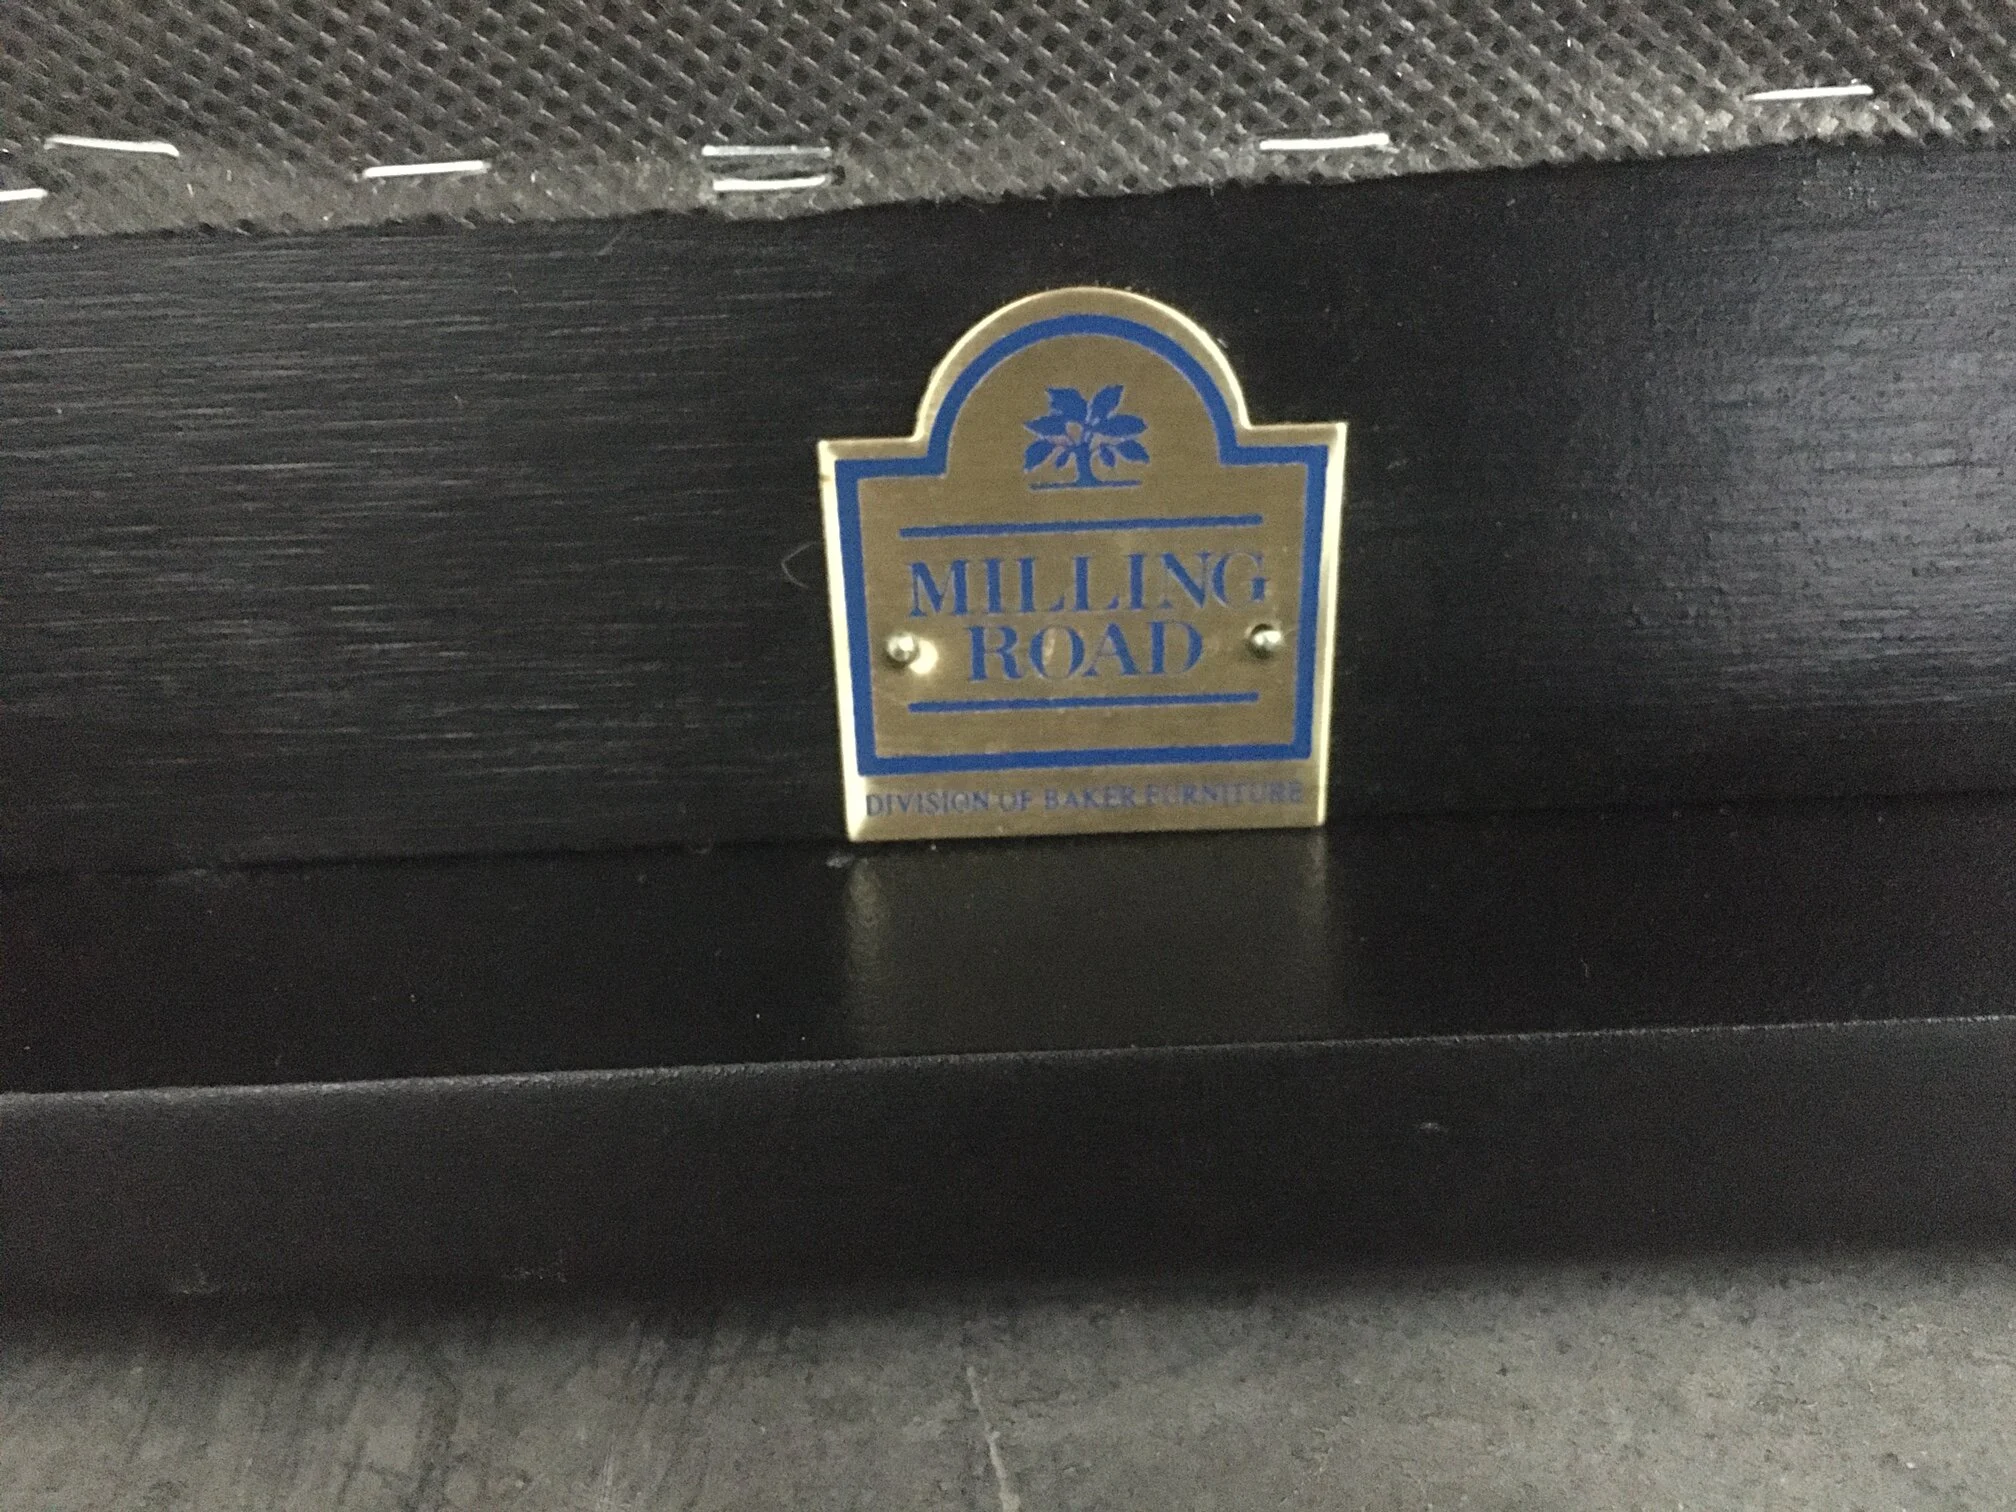 MILLING
ROAD
DIVISION OF BAKER FURNITURE